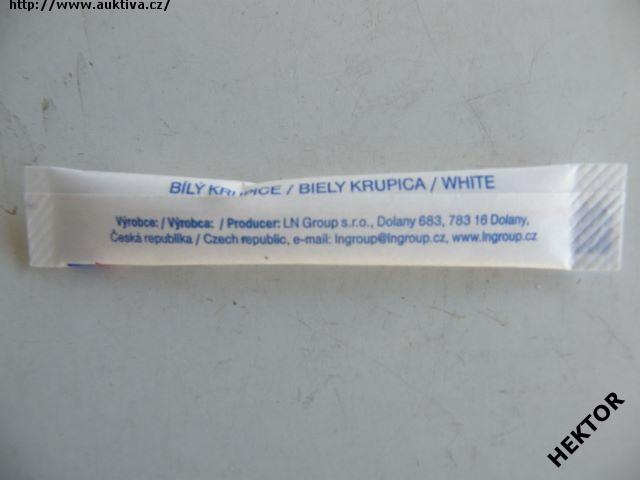 http://www.auktiva.cz/
BÍLÝ KRUPICE / BIELY KRUPICA / WHITE
Výrobce: / Výrobca: / Producer: LN Group s.r.o., Dolany 683, 783 16 Dolany,
Česká republika / Czech republic, e-mail: lngroup@lngroup.cz, www.lngroup.cz
HEKTOR